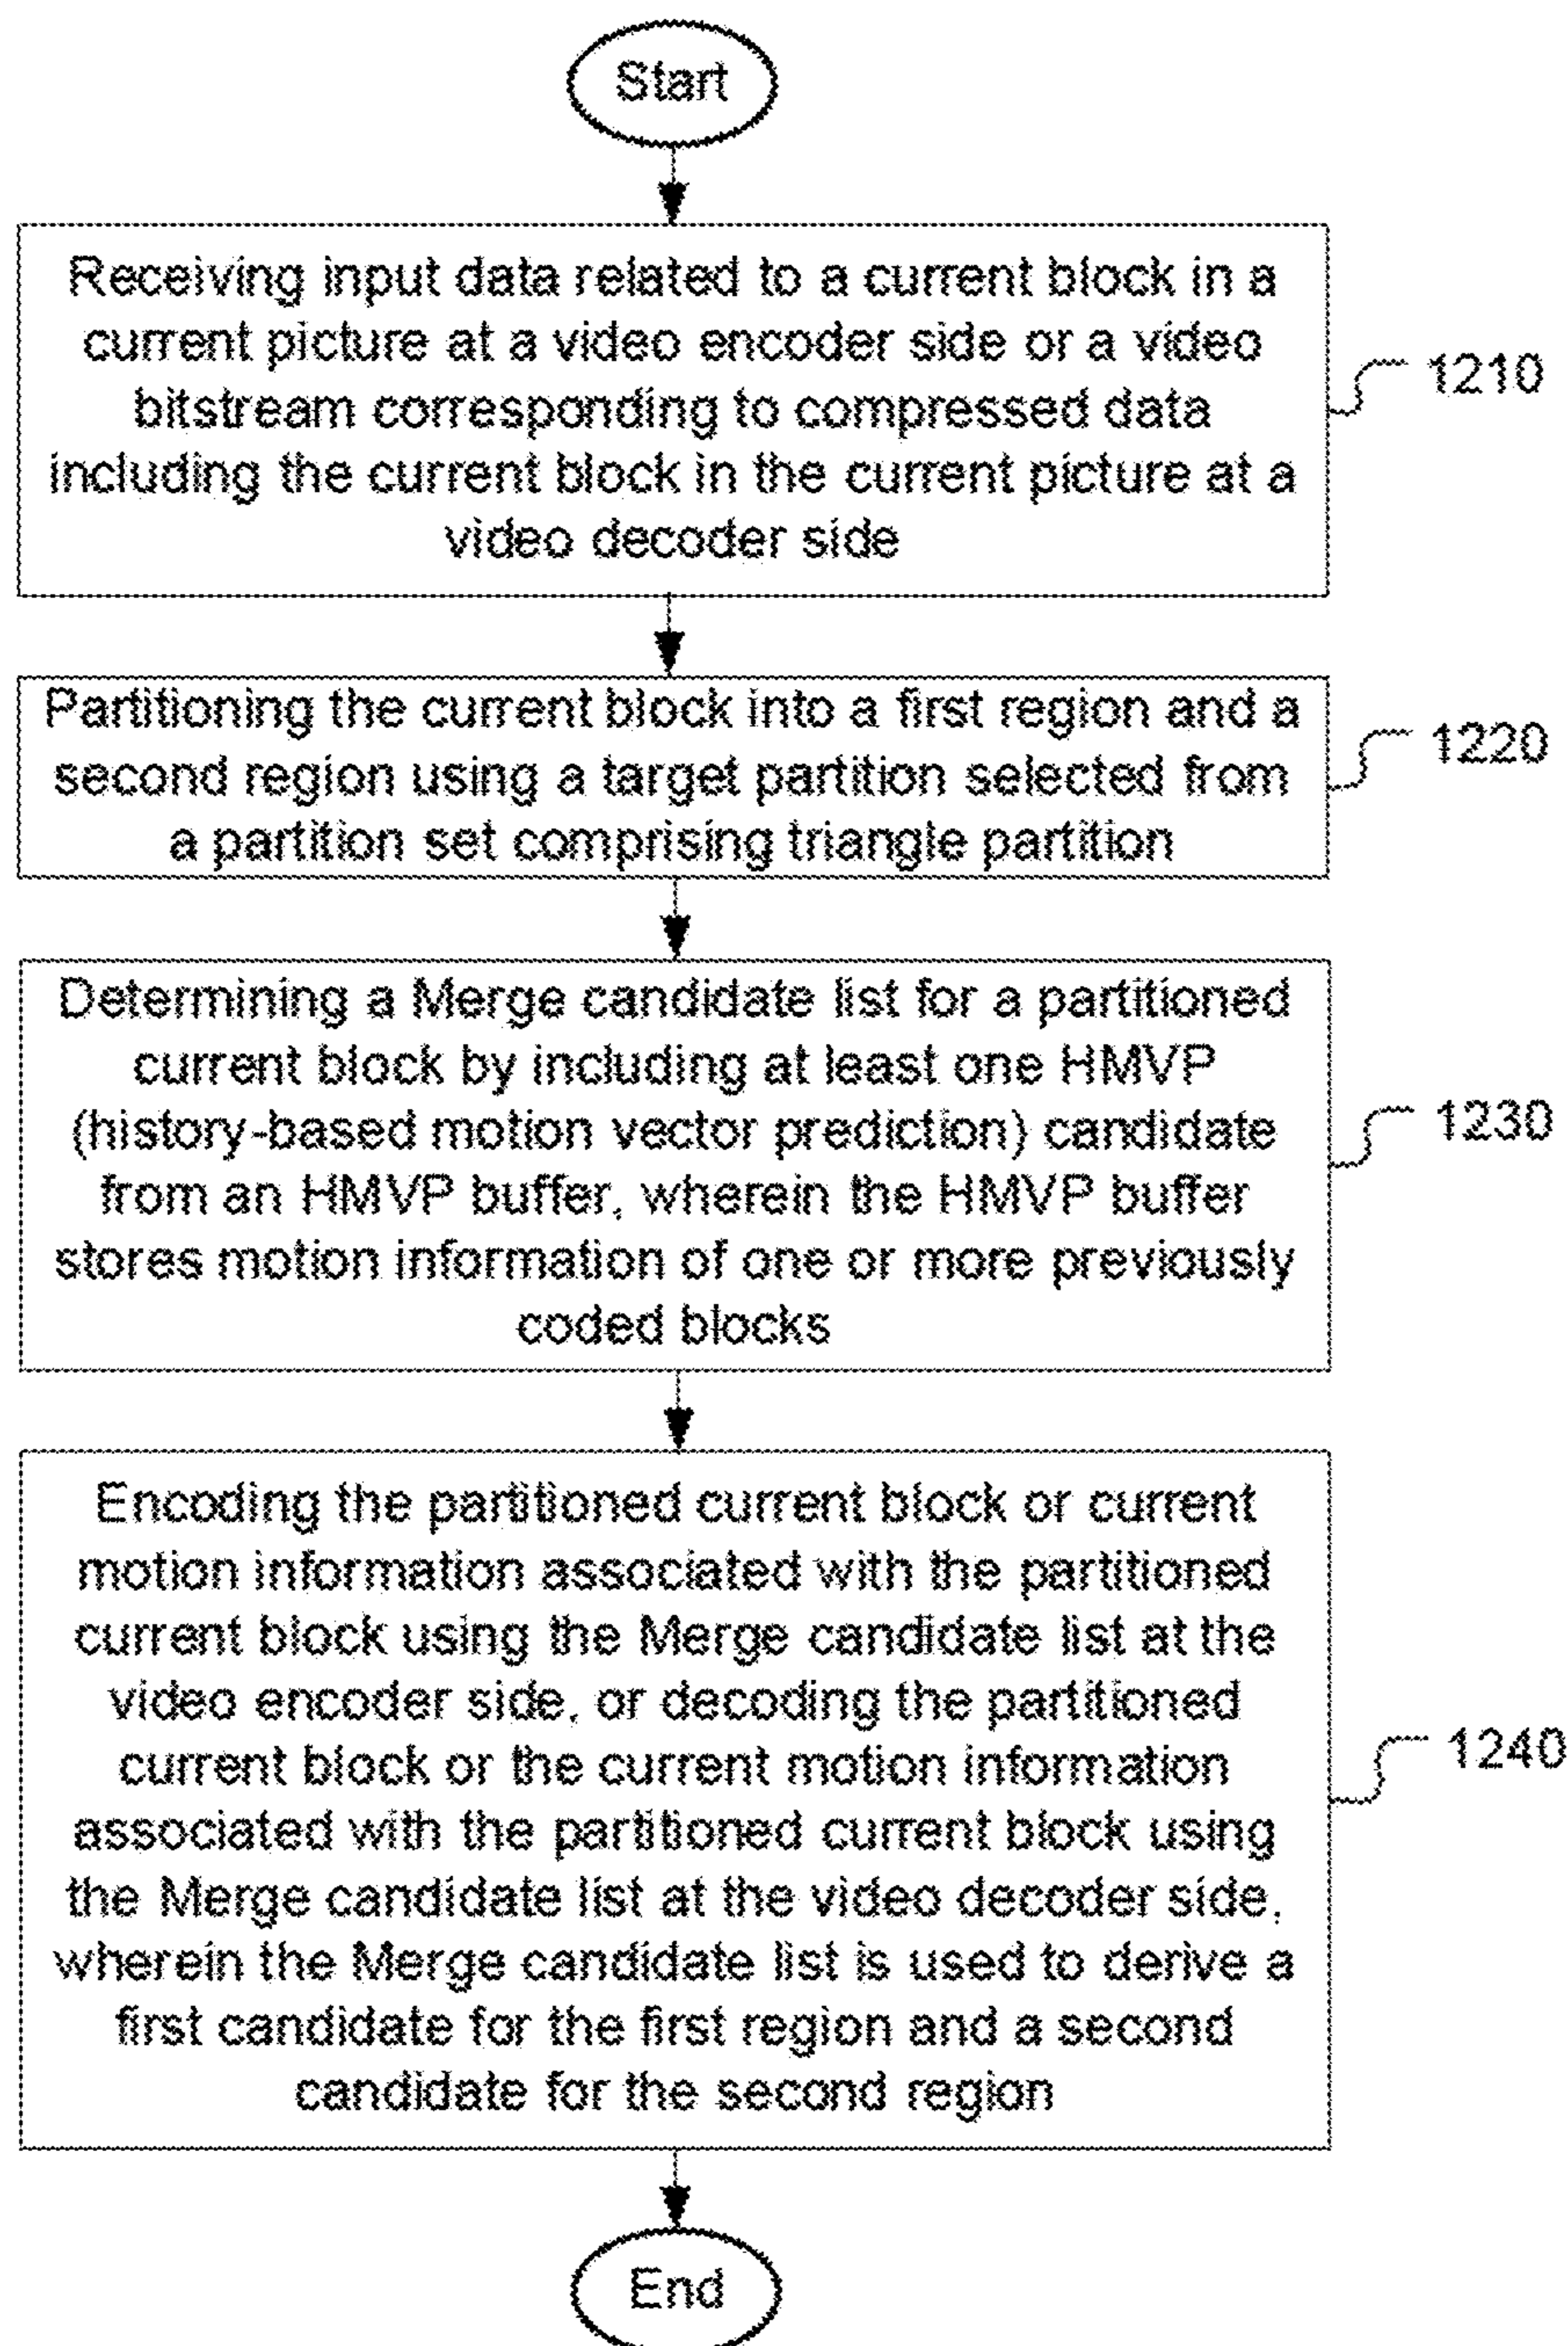 Start
Receiving input data related to a current block in a
current picture at a video encoder side or a video
bitstream corresponding to compressed data
including the current block in the current picture at a
video decoder side
1210
Partitioning the current block into a first region and a
second region using a target partition selected from
a partition set comprising triangle partition
1220
Determining a Merge candidate list for a partitioned
current block by including at least one HMVP
(history-based motion vector prediction) candidate
from an HMVP buffer, wherein the HMVP buffer
stores motion information of one or more previously
coded blocks
1230
Encoding the partitioned current block or current
motion information associated with the partitioned
current block using the Merge candidate list at the
video encoder side, or decoding the partitioned
current block or the current motion information
associated with the partitioned current block using
the Merge candidate list at the video decoder side,
wherein the Merge candidate list is used to derive a
first candidate for the first region and a second
candidate for the second region
1240
End